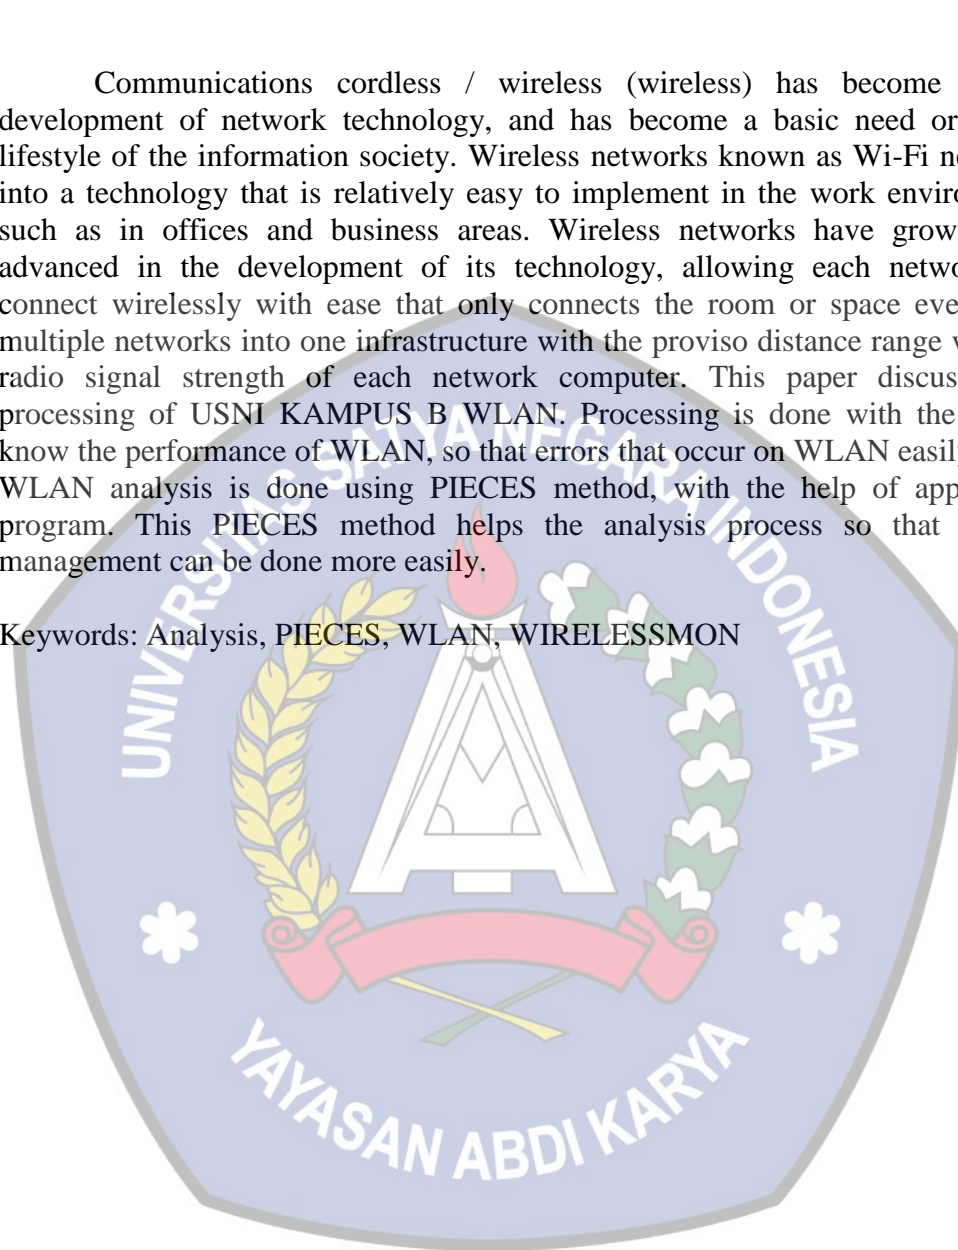 Communications cordless / wireless (wireless) has become
development of network technology, and has become a basic need or
lifestyle of the information society. Wireless networks known as Wi-Fi
into a technology that is relatively easy to implement in the work
such as in offices and business areas. Wireless networks have
advanced in the development of its technology, allowing each
connect wirelessly with ease that only connects the room or space
multiple networks into one infrastructure with the proviso distance range
radio signal strength of each network computer. This paper
processing of USNI KAMPUS B WLAN. Processing is done with the
know the performance of WLAN, so that errors that occur on WLAN
WLAN analysis is done using PIECES method, with the help of
program. This PIECES method helps the analysis process so that
management can be done more easily.
Keywords: Analysis, PIECES, WLAN, WIRELESSMON
UNIVERSITAS SATYA NEGARA INDONESIA
YAYASAN ABDI KARYA